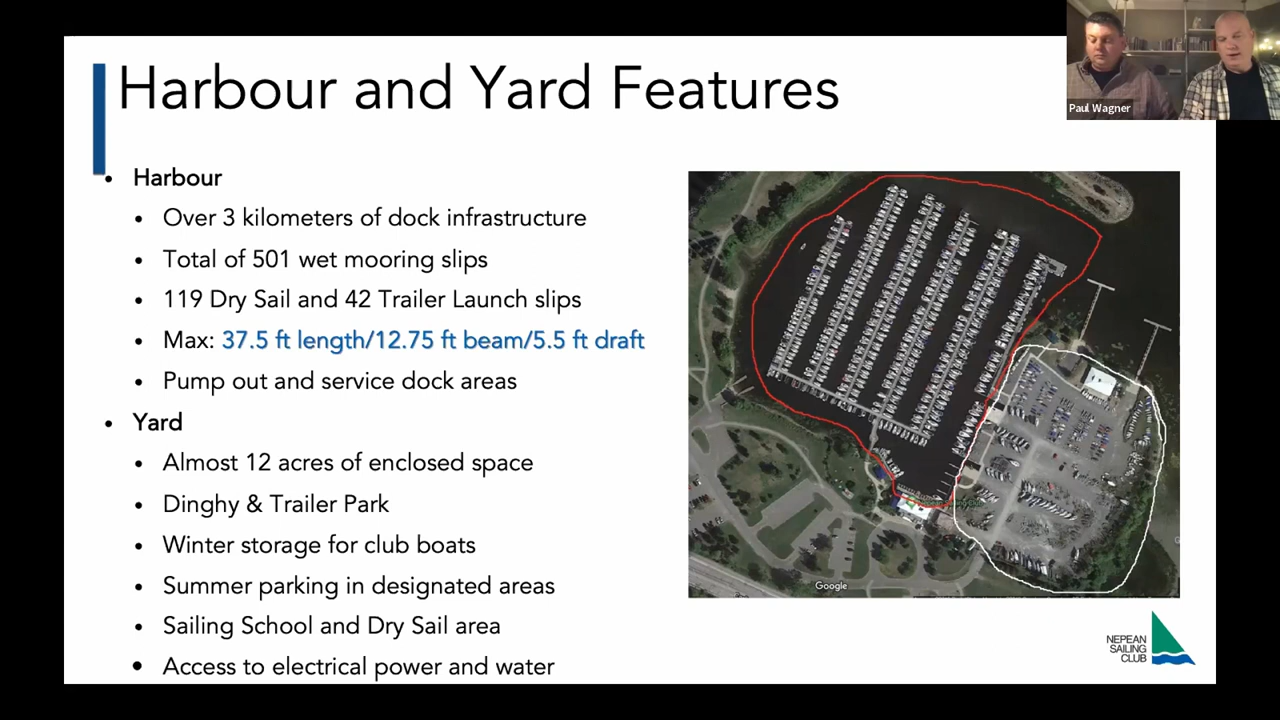 Harbour and Yard Features
Paul Wagner
• Harbour
• Over 3 kilometers of dock infrastructure
• Total of 501 wet mooring slips
• 119 Dry Sail and 42 Trailer Launch slips
• Max: 37.5 ft length/12.75 ft beam/5.5 ft draft
• Pump out and service dock areas
• Yard
• Almost 12 acres of enclosed space
• Dinghy & Trailer Park
• Winter storage for club boats
• Summer parking in designated areas
• Sailing School and Dry Sail area
• Access to electrical power and water
Google
NEPEAN
SAILING
CLUB